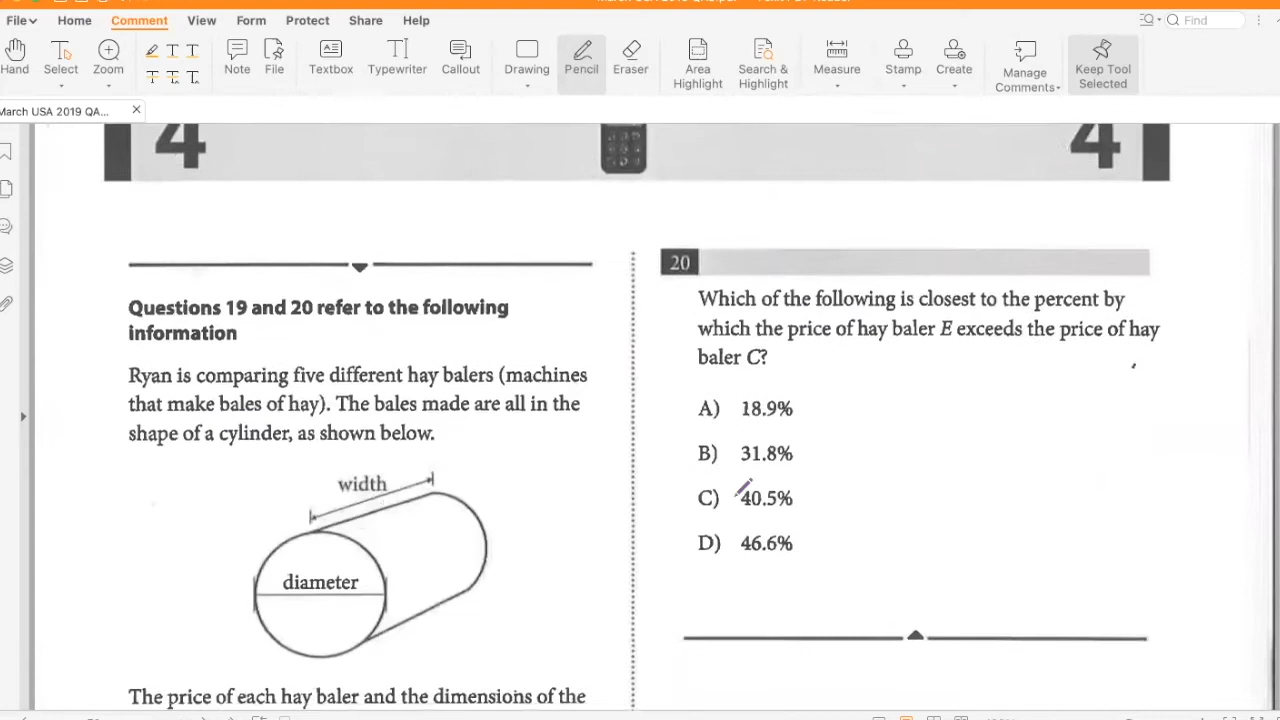 File Home Comment View Form Protect Share Help Find
Hand Select Zoom Note File Textbox Typewriter Callout Drawing Pencil Eraser Area Highlight Search & Highlight Measure Stamp Create Manage Comments Keep Tool Selected
March USA 2019 QA...
4 4
Questions 19 and 20 refer to the following
information
Ryan is comparing five different hay balers (machines
that make bales of hay). The bales made are all in the
shape of a cylinder, as shown below.
width
diameter
The price of each hay baler and the dimensions of the
20
Which of the following is closest to the percent by
which the price of hay baler E exceeds the price of hay
baler C?
A) 18.9%
B) 31.8%
C) 40.5%
D) 46.6%